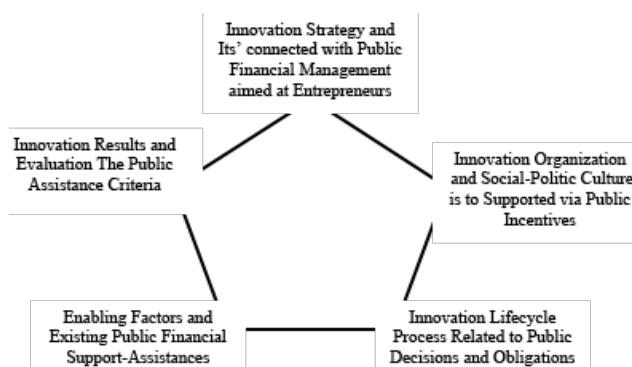 Innovation Strategy and
Its’ connected with Public
Financial Management
aimed at Entrepreneurs
Innovation Results and
Evaluation The Public
Assistance Criteria
Innovation Organization
and Social-Politic Culture
is to Supported via Public
Incentives
Enabling Factors and
Existing Public Financial
Support-Assistances
Innovation Lifecycle
Process Related to Public
Decisions and Obligations